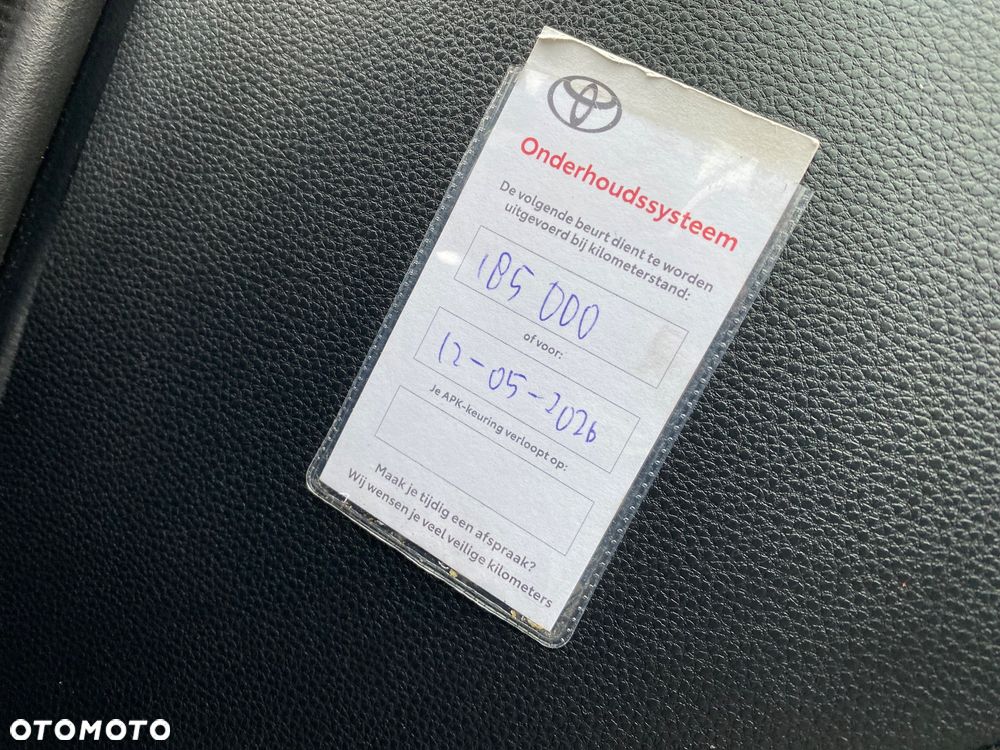 Onderhoudssysteem
De volgende beurt dient te worden
uitgevoerd bij kilometerstand:
185 000
of voor:
12-05-2026
Je APK-keuring verloopt op:
Maak je tijdig een afspraak?
Wij wensen je veel veilige kilometers
OTOMOTO